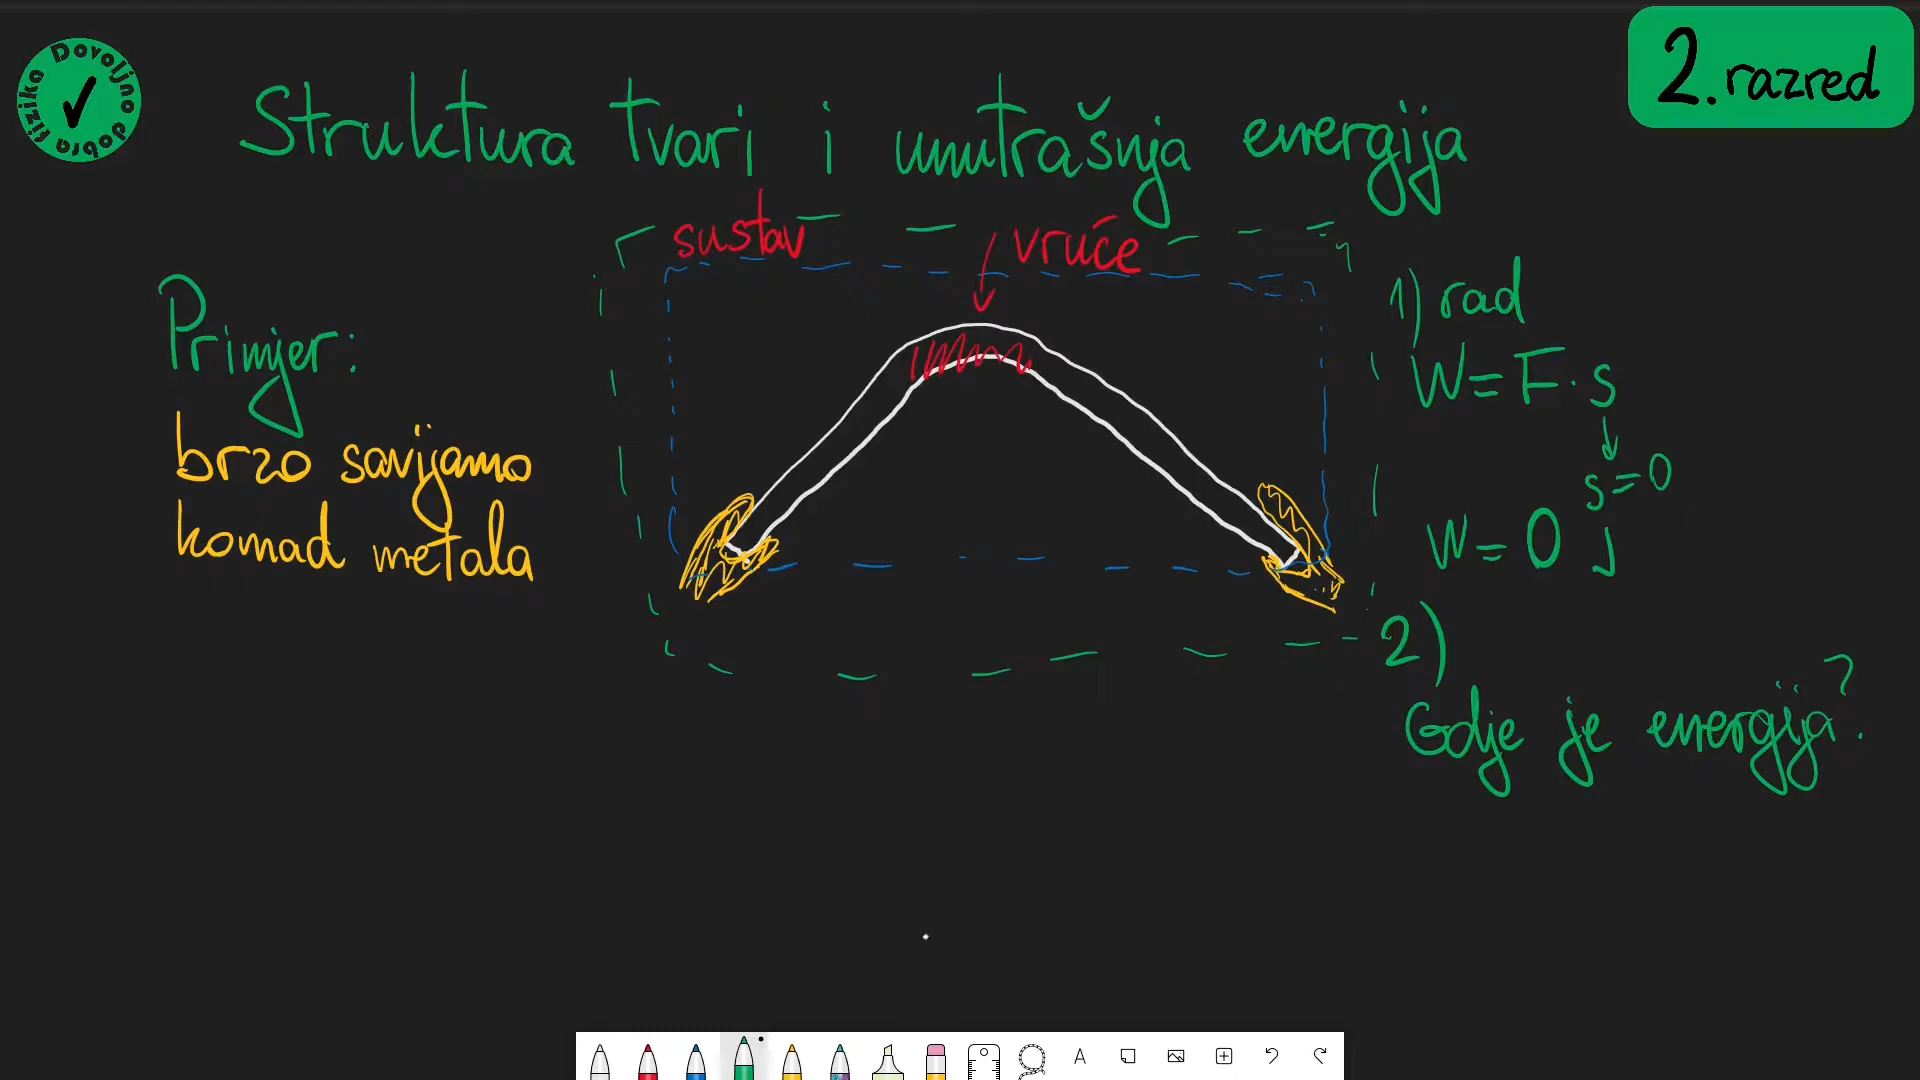 Dovoljno dobra fizika
2. razred
Struktura tvari i unutrašnja energija
sustav
vruće
Primjer:
brzo savijamo
komad metala
1) rad
W = F · s
s = 0
W = 0 J
2)
Gdje je energija?
A